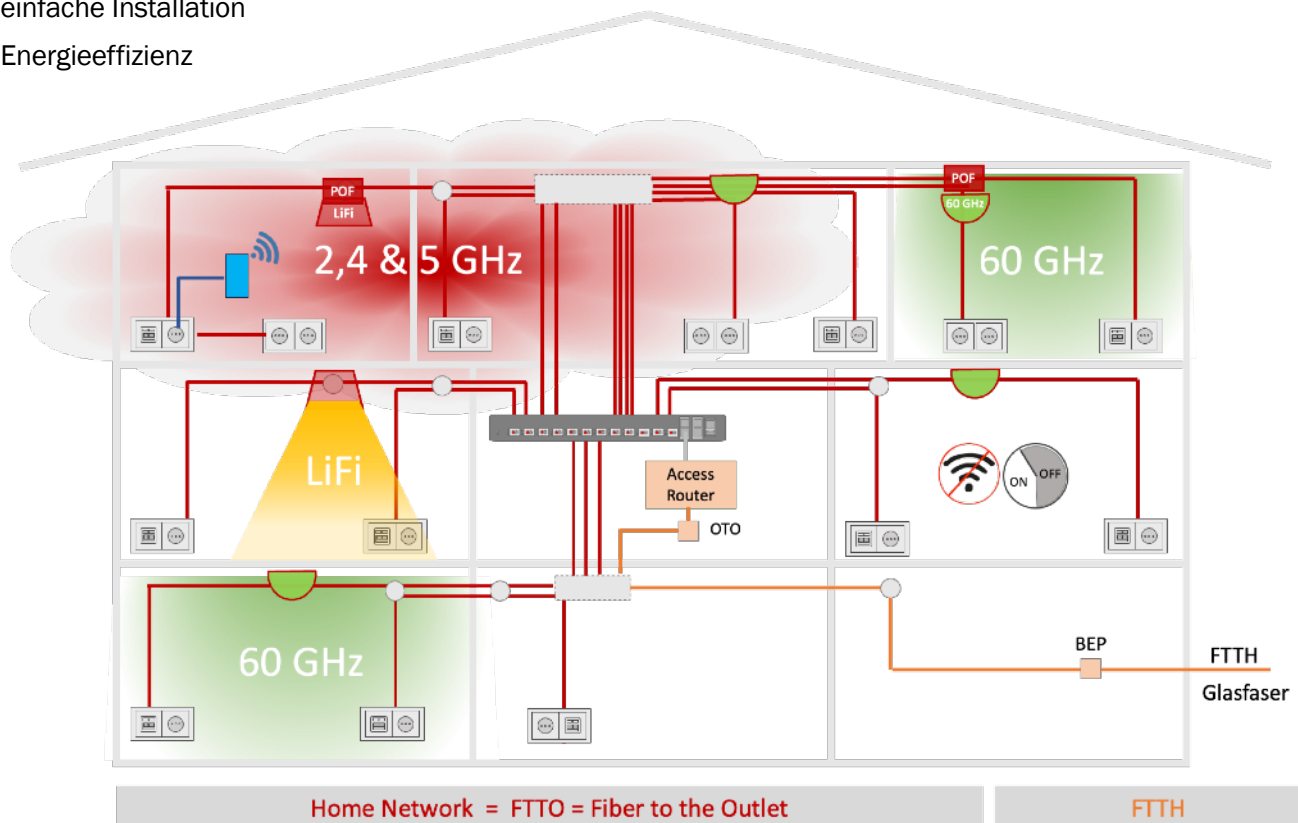 einfache Installation
Energieeffizienz
POF
LiFi
2,4 & 5 GHz
POF
60 GHz
60 GHz
LiFi
Access
Router
OTO
ON
OFF
60 GHz
BEP
FTTH
Glasfaser
Home Network = FTTO = Fiber to the Outlet
FTTH